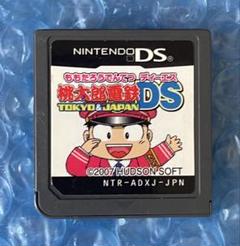 NINTENDO DS
ももたろうでんてつ ディーエス
桃太郎電鉄DS
TOKYO&JAPAN
©2007 HUDSON SOFT
NTR-ADXJ-JPN